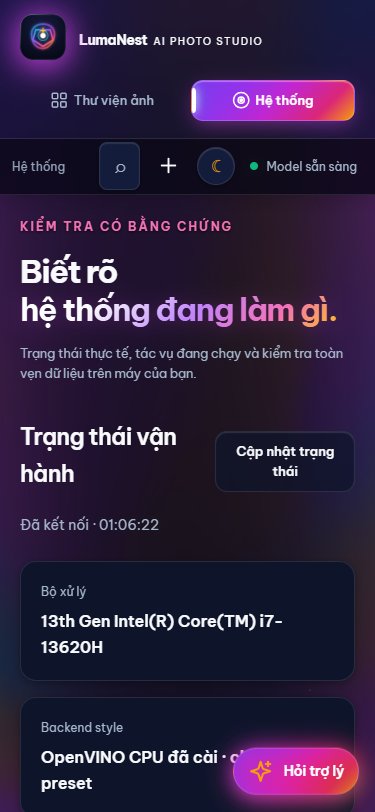 LumaNest AI PHOTO STUDIO
Thư viện ảnh
Hệ thống
Hệ thống
Model sẵn sàng
KIỂM TRA CÓ BẰNG CHỨNG
Biết rõ
hệ thống đang làm gì.
Trạng thái thực tế, tác vụ đang chạy và kiểm tra toàn
vẹn dữ liệu trên máy của bạn.
Trạng thái vận
hành
Cập nhật trạng
thái
Đã kết nối · 01:06:22
Bộ xử lý
13th Gen Intel(R) Core(TM) i7-
13620H
Backend style
OpenVINO CPU đã cài ·
preset
Hỏi trợ lý